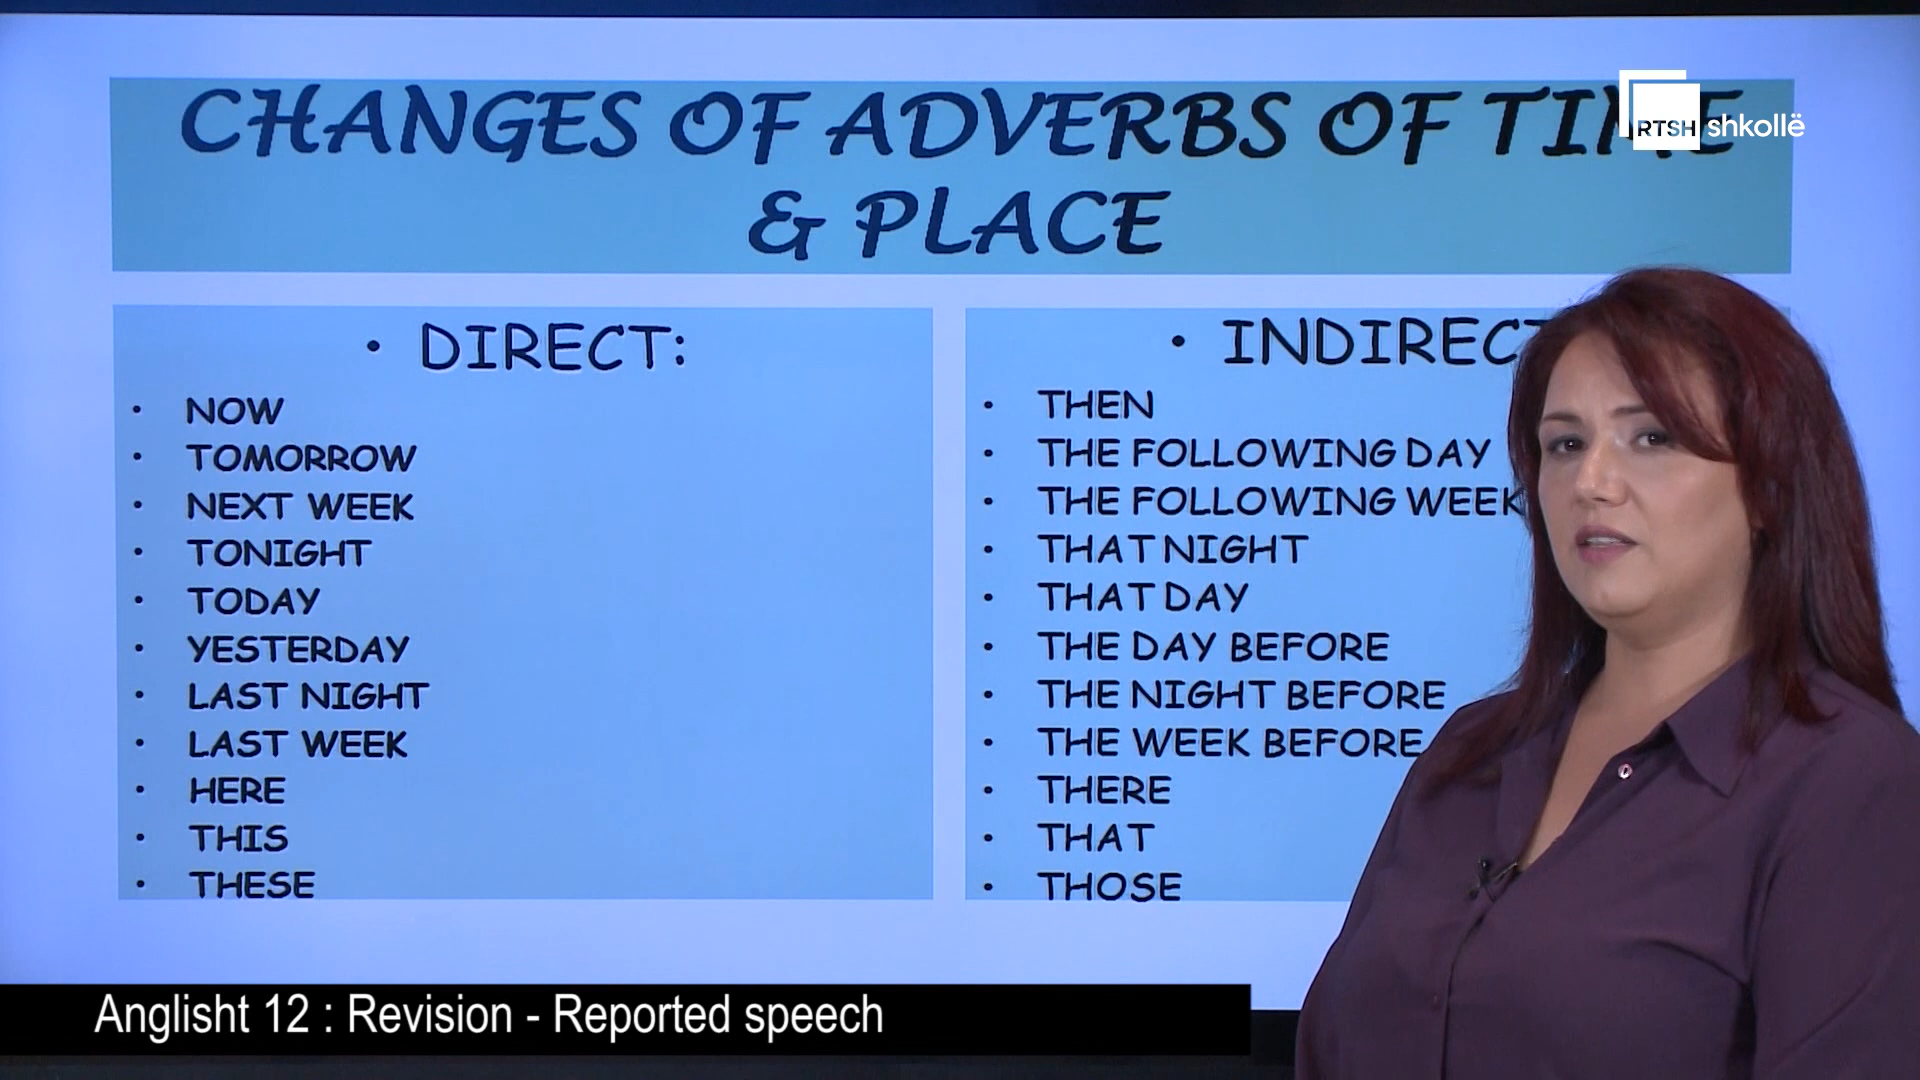 CHANGES OF ADVERBS OF TIME
& PLACE
RTSH shkollë
• DIRECT:
• NOW
• TOMORROW
• NEXT WEEK
• TONIGHT
• TODAY
• YESTERDAY
• LAST NIGHT
• LAST WEEK
• HERE
• THIS
• THESE
• INDIRECT
• THEN
• THE FOLLOWING DAY
• THE FOLLOWING WEEK
• THAT NIGHT
• THAT DAY
• THE DAY BEFORE
• THE NIGHT BEFORE
• THE WEEK BEFORE
• THERE
• THAT
• THOSE
Anglisht 12 : Revision - Reported speech